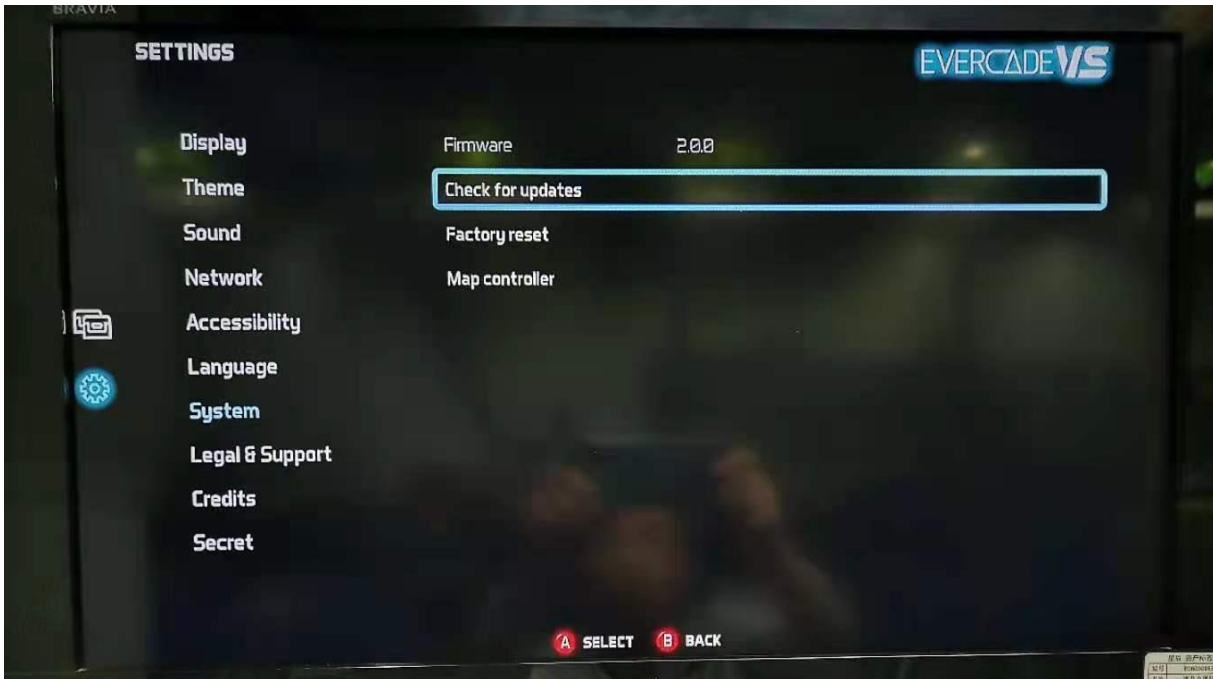 BRAVIA
SETTINGS
EVERCADE VS
Display
Firmware 2.0.0
Theme
Check for updates
Sound
Factory reset
Network
Map controller
Accessibility
Language
System
Legal & Support
Credits
Secret
A SELECT B BACK